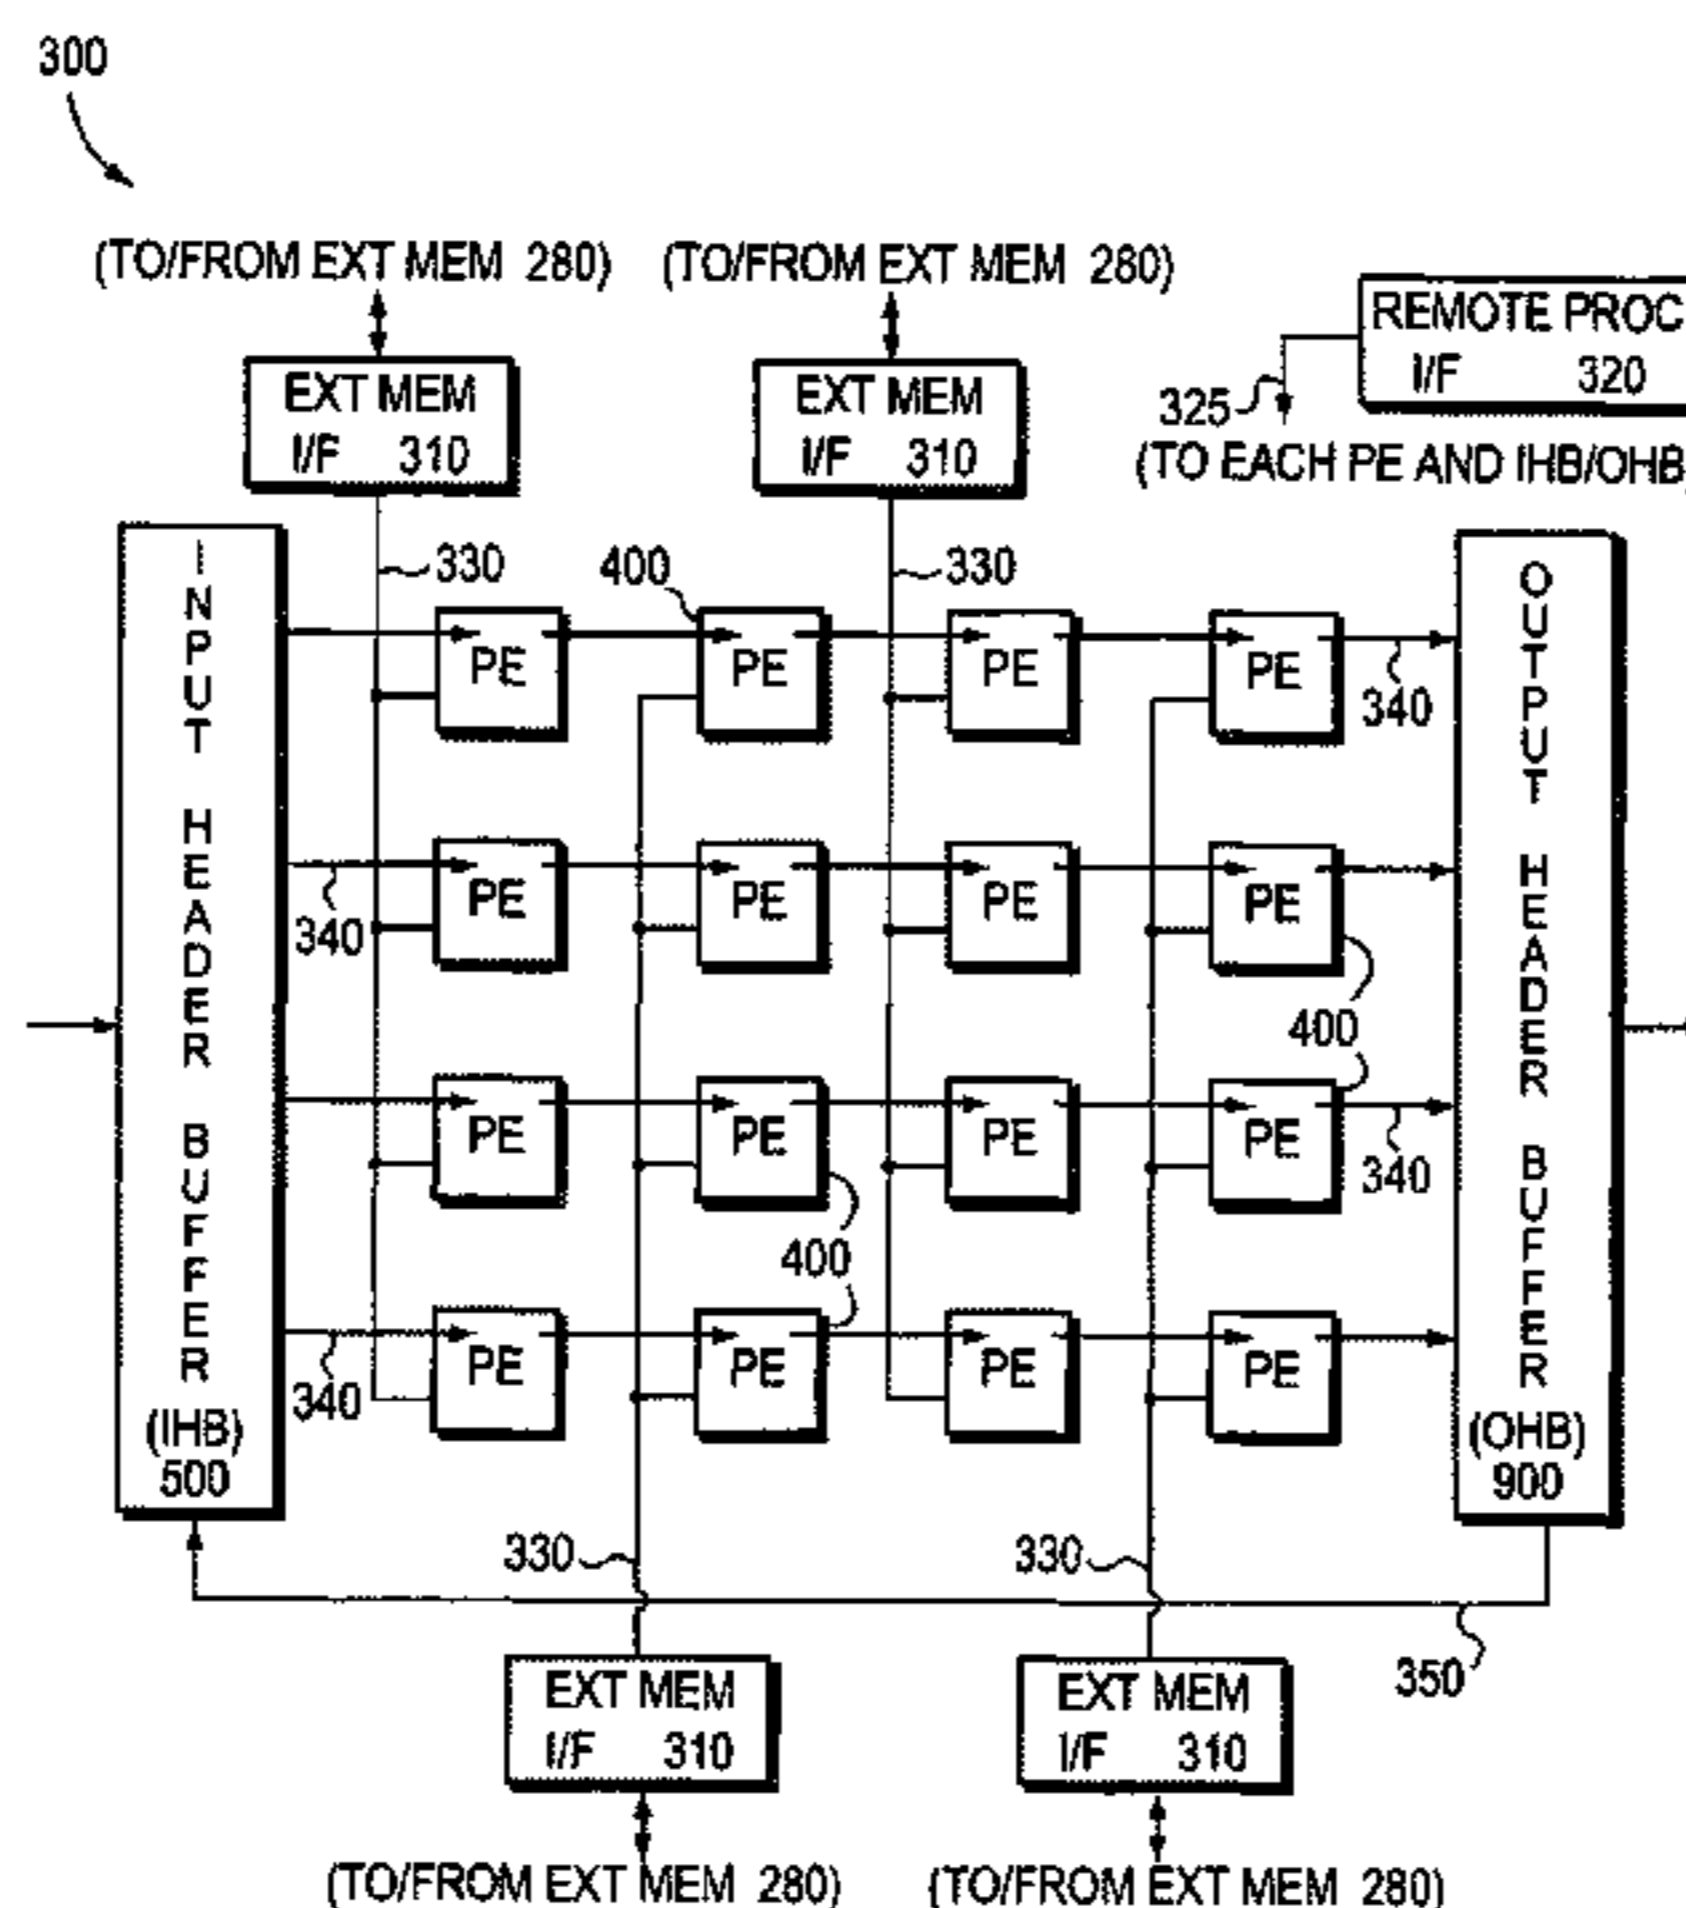 300
(TO/FROM EXT MEM 280)
(TO/FROM EXT MEM 280)
EXT MEM
I/F 310
EXT MEM
I/F 310
REMOTE PROC
I/F 320
325
(TO EACH PE AND IHB/OHB
INPUT HEADER BUFFER
(IHB)
500
330
400
330
PE
PE
PE
PE
340
PE
PE
PE
PE
340
400
PE
PE
PE
PE
340
400
PE
PE
PE
PE
340
OUTPUT HEADER BUFFER
(OHB)
900
330
330
350
EXT MEM
I/F 310
EXT MEM
I/F 310
(TO/FROM EXT MEM 280)
(TO/FROM EXT MEM 280)